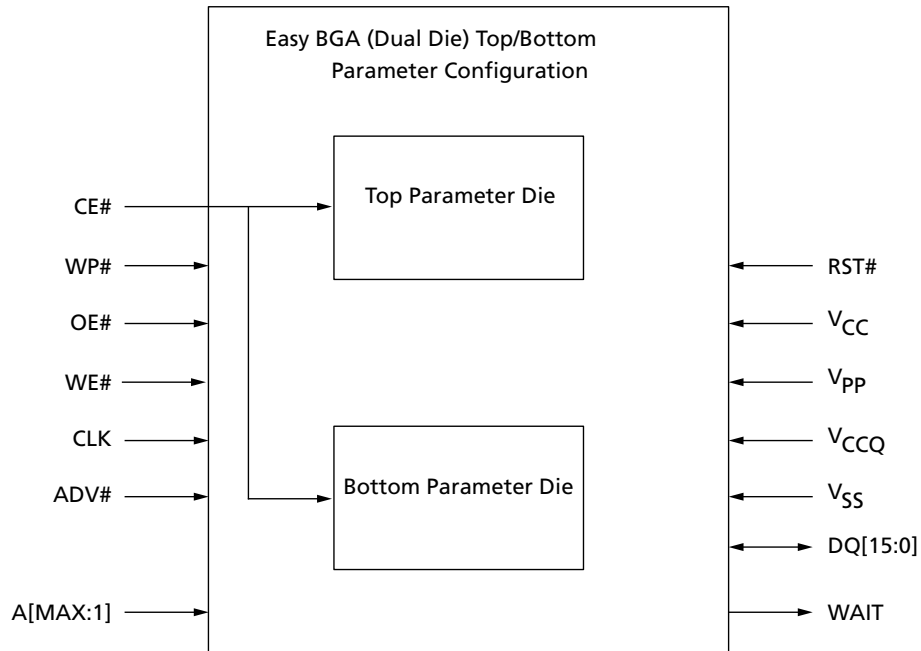 Easy BGA (Dual Die) Top/Bottom
Parameter Configuration
Top Parameter Die
CE#
WP#
RST#
OE#
VCC
WE#
VPP
CLK
VCCQ
Bottom Parameter Die
ADV#
VSS
DQ[15:0]
A[MAX:1]
WAIT